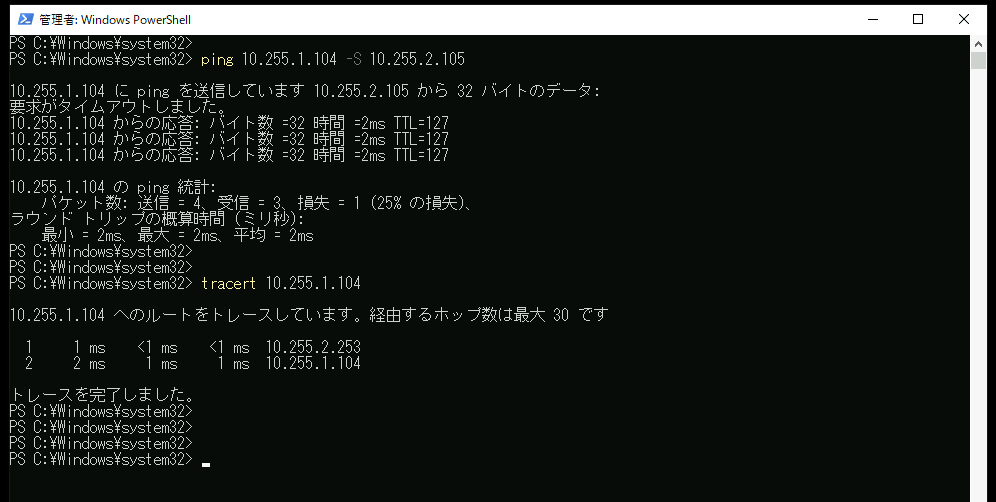 管理者: Windows PowerShell
PS C:¥Windows¥system32>
PS C:¥Windows¥system32> ping 10.255.1.104 -S 10.255.2.105
10.255.1.104 に ping を送信しています 10.255.2.105 から 32 バイトのデータ:
要求がタイムアウトしました。
10.255.1.104 からの応答: バイト数 =32 時間 =2ms TTL=127
10.255.1.104 からの応答: バイト数 =32 時間 =2ms TTL=127
10.255.1.104 からの応答: バイト数 =32 時間 =2ms TTL=127
10.255.1.104 の ping 統計:
パケット数: 送信 = 4、受信 = 3、損失 = 1 (25% の損失)、
ラウンド トリップの概算時間 (ミリ秒):
最小 = 2ms、最大 = 2ms、平均 = 2ms
PS C:¥Windows¥system32>
PS C:¥Windows¥system32>
PS C:¥Windows¥system32> tracert 10.255.1.104
10.255.1.104 へのルートをトレースしています。経由するホップ数は最大 30 です
1 1 ms <1 ms <1 ms 10.255.2.253
2 2 ms 1 ms 1 ms 10.255.1.104
トレースを完了しました。
PS C:¥Windows¥system32>
PS C:¥Windows¥system32>
PS C:¥Windows¥system32>
PS C:¥Windows¥system32>